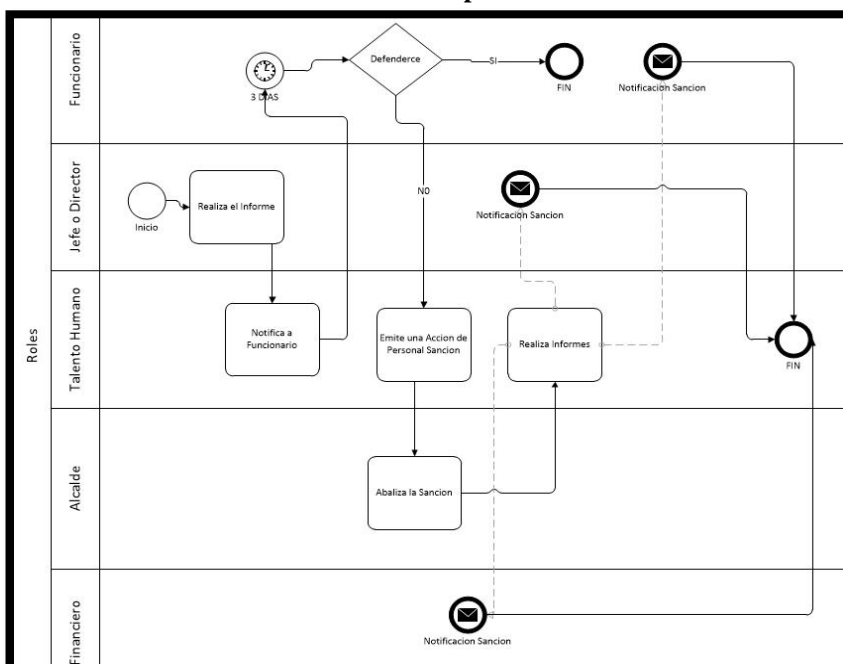 Roles
Funcionario
3 DIAS
Defenderce
SI
FIN
Notificacion Sancion
Jefe o Director
Inicio
Realiza el Informe
NO
Notificacion Sancion
Talento Humano
Notifica a
Funcionario
Emite una Accion de
Personal Sancion
Realiza Informes
FIN
Alcalde
Abaliza la Sancion
Financiero
Notificacion Sancion